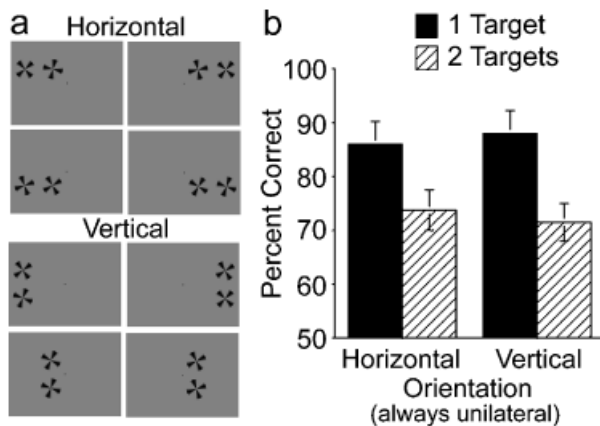 a
Horizontal
Vertical
b
1 Target
2 Targets
100
90
80
70
60
50
Percent Correct
Horizontal Vertical
Orientation
(always unilateral)